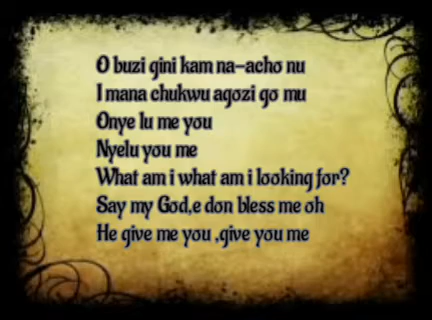 O buzi gini kam na-acho nu
I mana chukwu agozi go mu
Onye lu me you
Nyelu you me
What am i what am i looking for?
Say my God,e don bless me oh
He give me you ,give you me